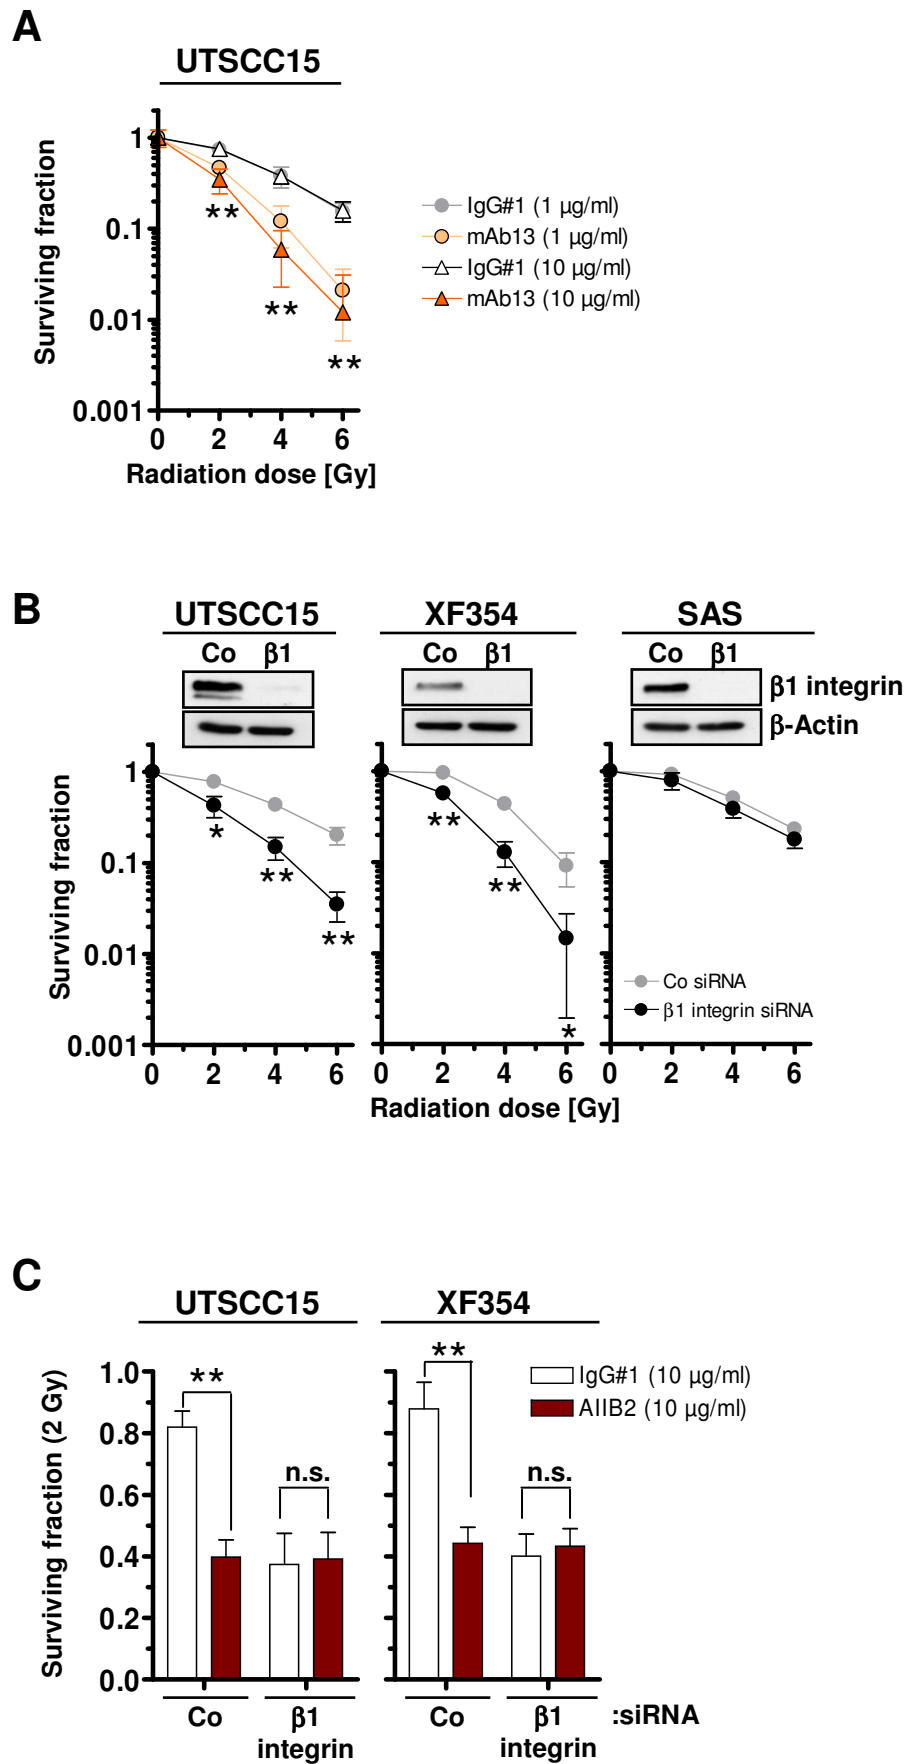 A
UTSCC15
Surviving fraction
1
0.1
0.01
0.001
0 2 4 6
Radiation dose [Gy]
**
**
**
IgG#1 (1 µg/ml)
mAb13 (1 µg/ml)
IgG#1 (10 µg/ml)
mAb13 (10 µg/ml)
B
UTSCC15 XF354 SAS
Co β1 Co β1 Co β1
β1 integrin
β-Actin
Surviving fraction
1
0.1
0.01
0.001
*
**
**
**
**
*
Co siRNA
β1 integrin siRNA
0 2 4 6 0 2 4 6 0 2 4 6
Radiation dose [Gy]
C
UTSCC15 XF354
Surviving fraction (2 Gy)
1.0
0.8
0.6
0.4
0.2
0.0
** n.s. ** n.s.
IgG#1 (10 µg/ml)
AIIB2 (10 µg/ml)
Co β1 integrin Co β1 integrin :siRNA